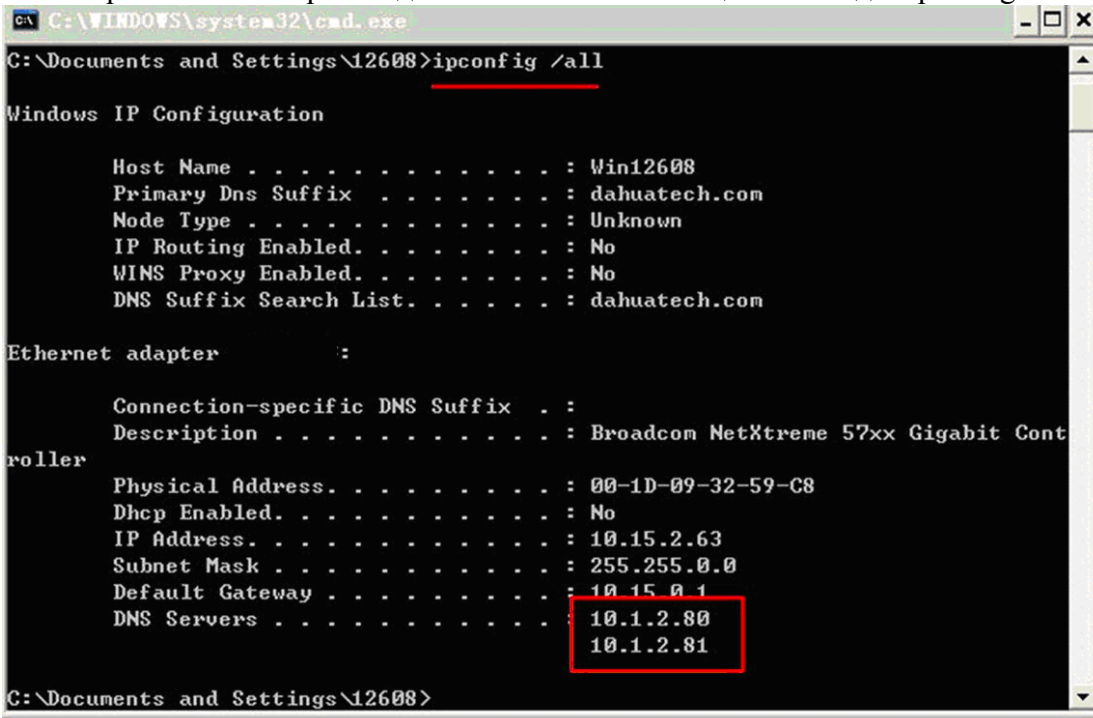 C:\WINDOWS\system32\cmd.exe
C:\Documents and Settings\12608>ipconfig /all
Windows IP Configuration
Host Name . . . . . . . . . . . . : Win12608
Primary Dns Suffix . . . . . . . : dahuatech.com
Node Type . . . . . . . . . . . . : Unknown
IP Routing Enabled. . . . . . . . : No
WINS Proxy Enabled. . . . . . . . : No
DNS Suffix Search List. . . . . . : dahuatech.com
Ethernet adapter :
Connection-specific DNS Suffix . :
Description . . . . . . . . . . . : Broadcom NetXtreme 57xx Gigabit Cont
roller
Physical Address. . . . . . . . . : 00-1D-09-32-59-C8
Dhcp Enabled. . . . . . . . . . . : No
IP Address. . . . . . . . . . . . : 10.15.2.63
Subnet Mask . . . . . . . . . . . : 255.255.0.0
Default Gateway . . . . . . . . . : 10.15.0.1
DNS Servers . . . . . . . . . . . : 10.1.2.80
10.1.2.81
C:\Documents and Settings\12608>